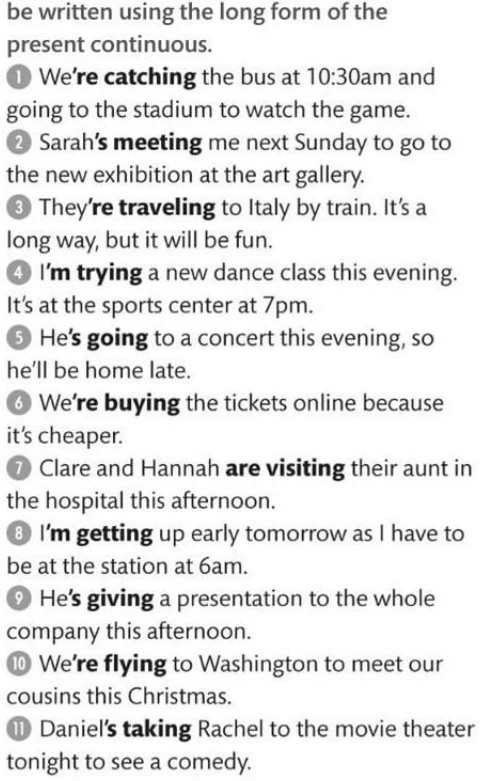 be written using the long form of the
present continuous.
1 We're catching the bus at 10:30am and
going to the stadium to watch the game.
2 Sarah's meeting me next Sunday to go to
the new exhibition at the art gallery.
3 They're traveling to Italy by train. It's a
long way, but it will be fun.
4 I'm trying a new dance class this evening.
It's at the sports center at 7pm.
5 He's going to a concert this evening, so
he'll be home late.
6 We're buying the tickets online because
it's cheaper.
7 Clare and Hannah are visiting their aunt in
the hospital this afternoon.
8 I'm getting up early tomorrow as I have to
be at the station at 6am.
9 He's giving a presentation to the whole
company this afternoon.
10 We're flying to Washington to meet our
cousins this Christmas.
11 Daniel's taking Rachel to the movie theater
tonight to see a comedy.